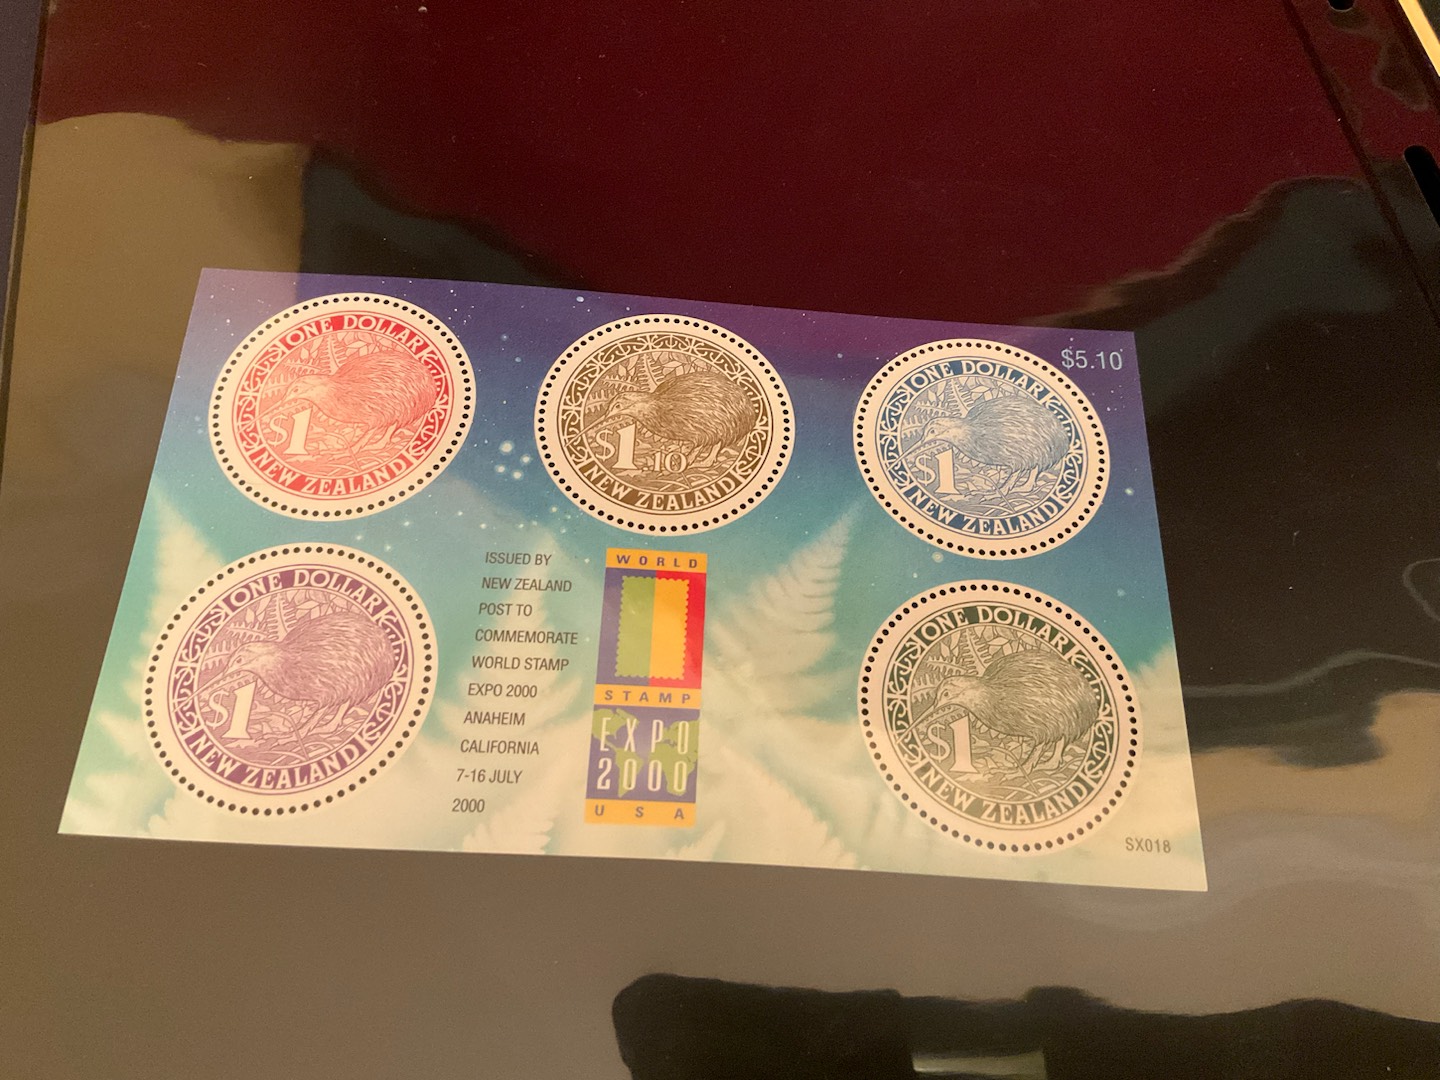 ONE DOLLAR
$1
NEW ZEALAND
$1.10
NEW ZEALAND
$5.10
ONE DOLLAR
$1
NEW ZEALAND
ONE DOLLAR
$1
NEW ZEALAND
ISSUED BY
NEW ZEALAND
POST TO
COMMEMORATE
WORLD STAMP
EXPO 2000
ANAHEIM
CALIFORNIA
7-16 JULY
2000
WORLD
STAMP
EXPO
2000
USA
ONE DOLLAR
$1
NEW ZEALAND
SX018